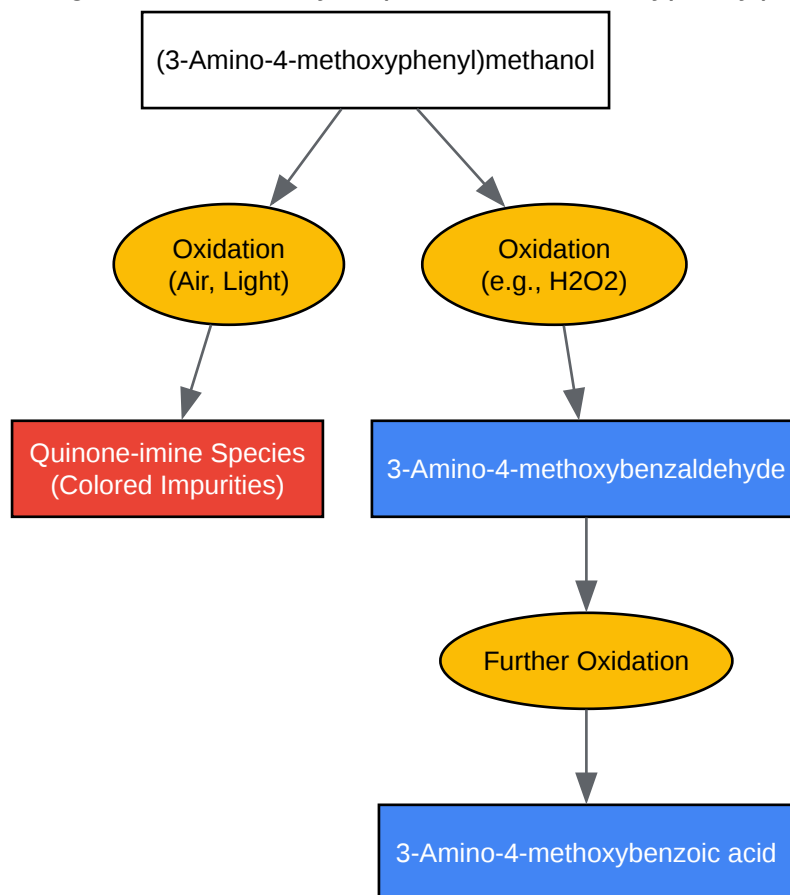 (3-Amino-4-methoxyphenyl)methanol
Oxidation
(Air, Light)
Oxidation
(e.g., H2O2)
Quinone-imine Species
(Colored Impurities)
3-Amino-4-methoxybenzaldehyde
Further Oxidation
3-Amino-4-methoxybenzoic acid